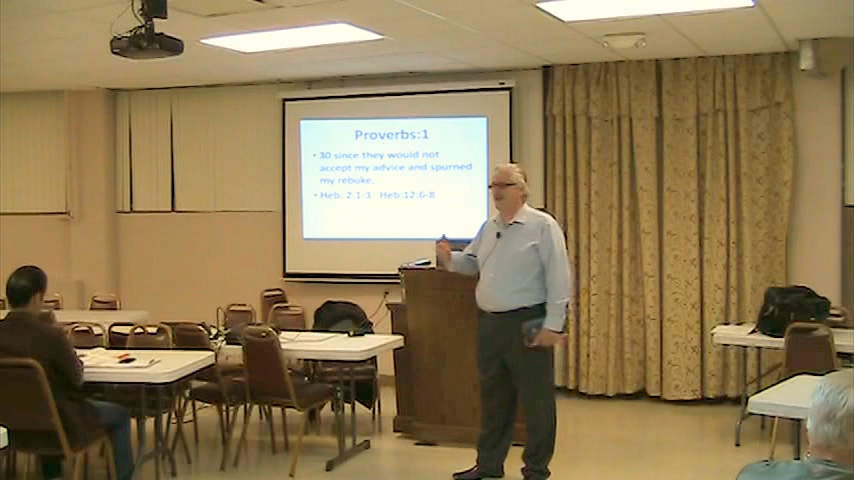 Proverbs:1
• 30 since they would not
accept my advice and spurned
my rebuke.
• Heb. 2:1-3 Heb:12:6-8